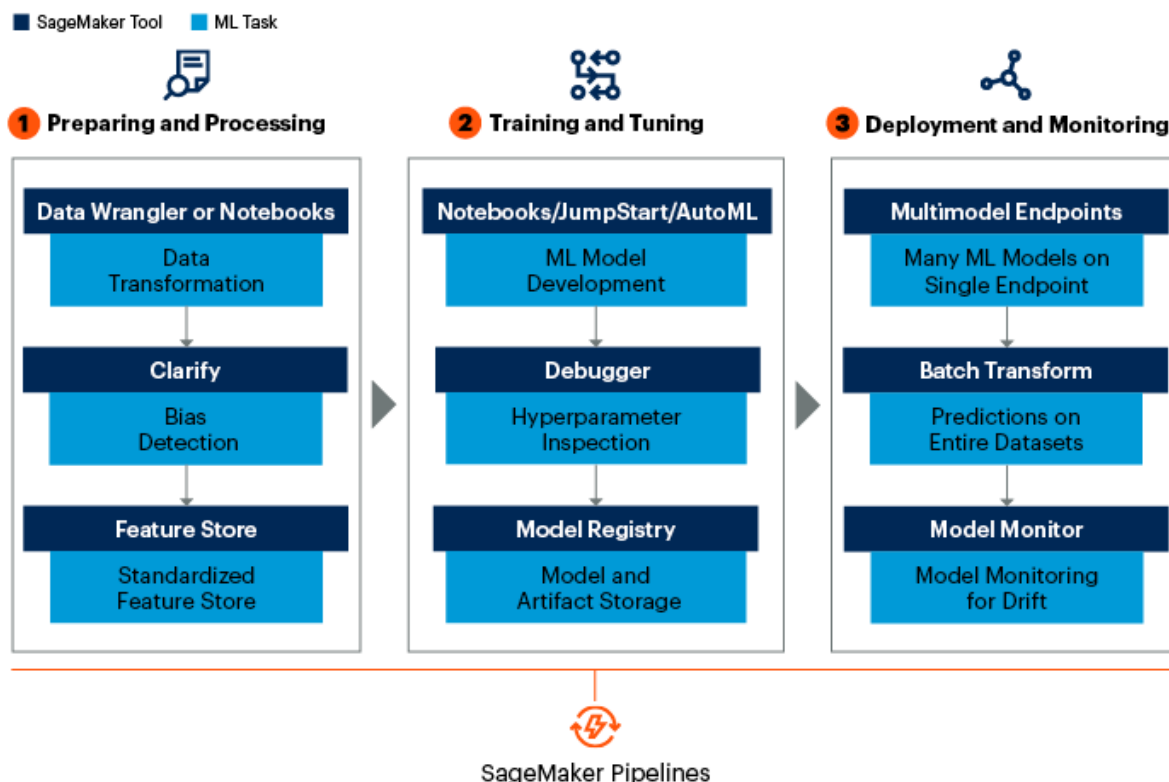 SageMaker Tool
ML Task
1 Preparing and Processing
Data Wrangler or Notebooks
Data
Transformation
Clarify
Bias
Detection
Feature Store
Standardized
Feature Store
2 Training and Tuning
Notebooks/JumpStart/AutoML
ML Model
Development
Debugger
Hyperparameter
Inspection
Model Registry
Model and
Artifact Storage
3 Deployment and Monitoring
Multimodel Endpoints
Many ML Models on
Single Endpoint
Batch Transform
Predictions on
Entire Datasets
Model Monitor
Model Monitoring
for Drift
SageMaker Pipelines